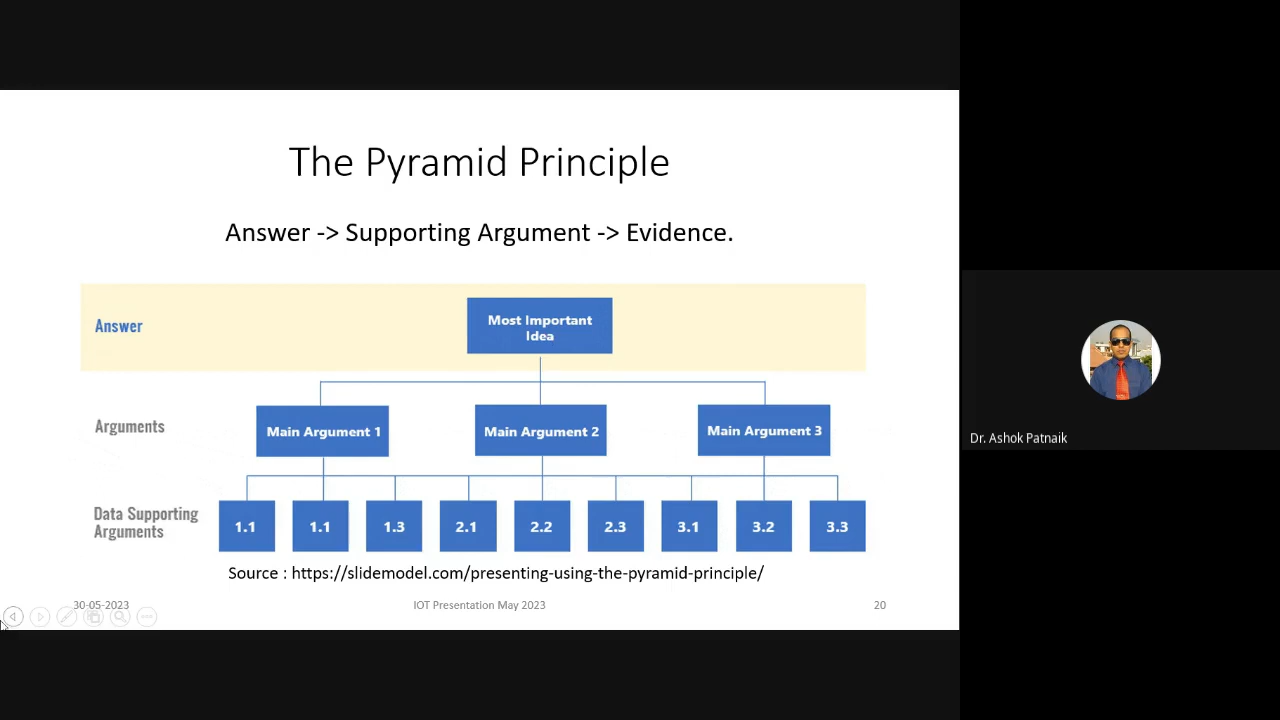 The Pyramid Principle
Answer -> Supporting Argument -> Evidence.
Answer
Most Important
Idea
Arguments
Main Argument 1
Main Argument 2
Main Argument 3
Data Supporting
Arguments
1.1
1.1
1.3
2.1
2.2
2.3
3.1
3.2
3.3
Source : https://slidemodel.com/presenting-using-the-pyramid-principle/
30-05-2023
IOT Presentation May 2023
20
Dr. Ashok Patnaik